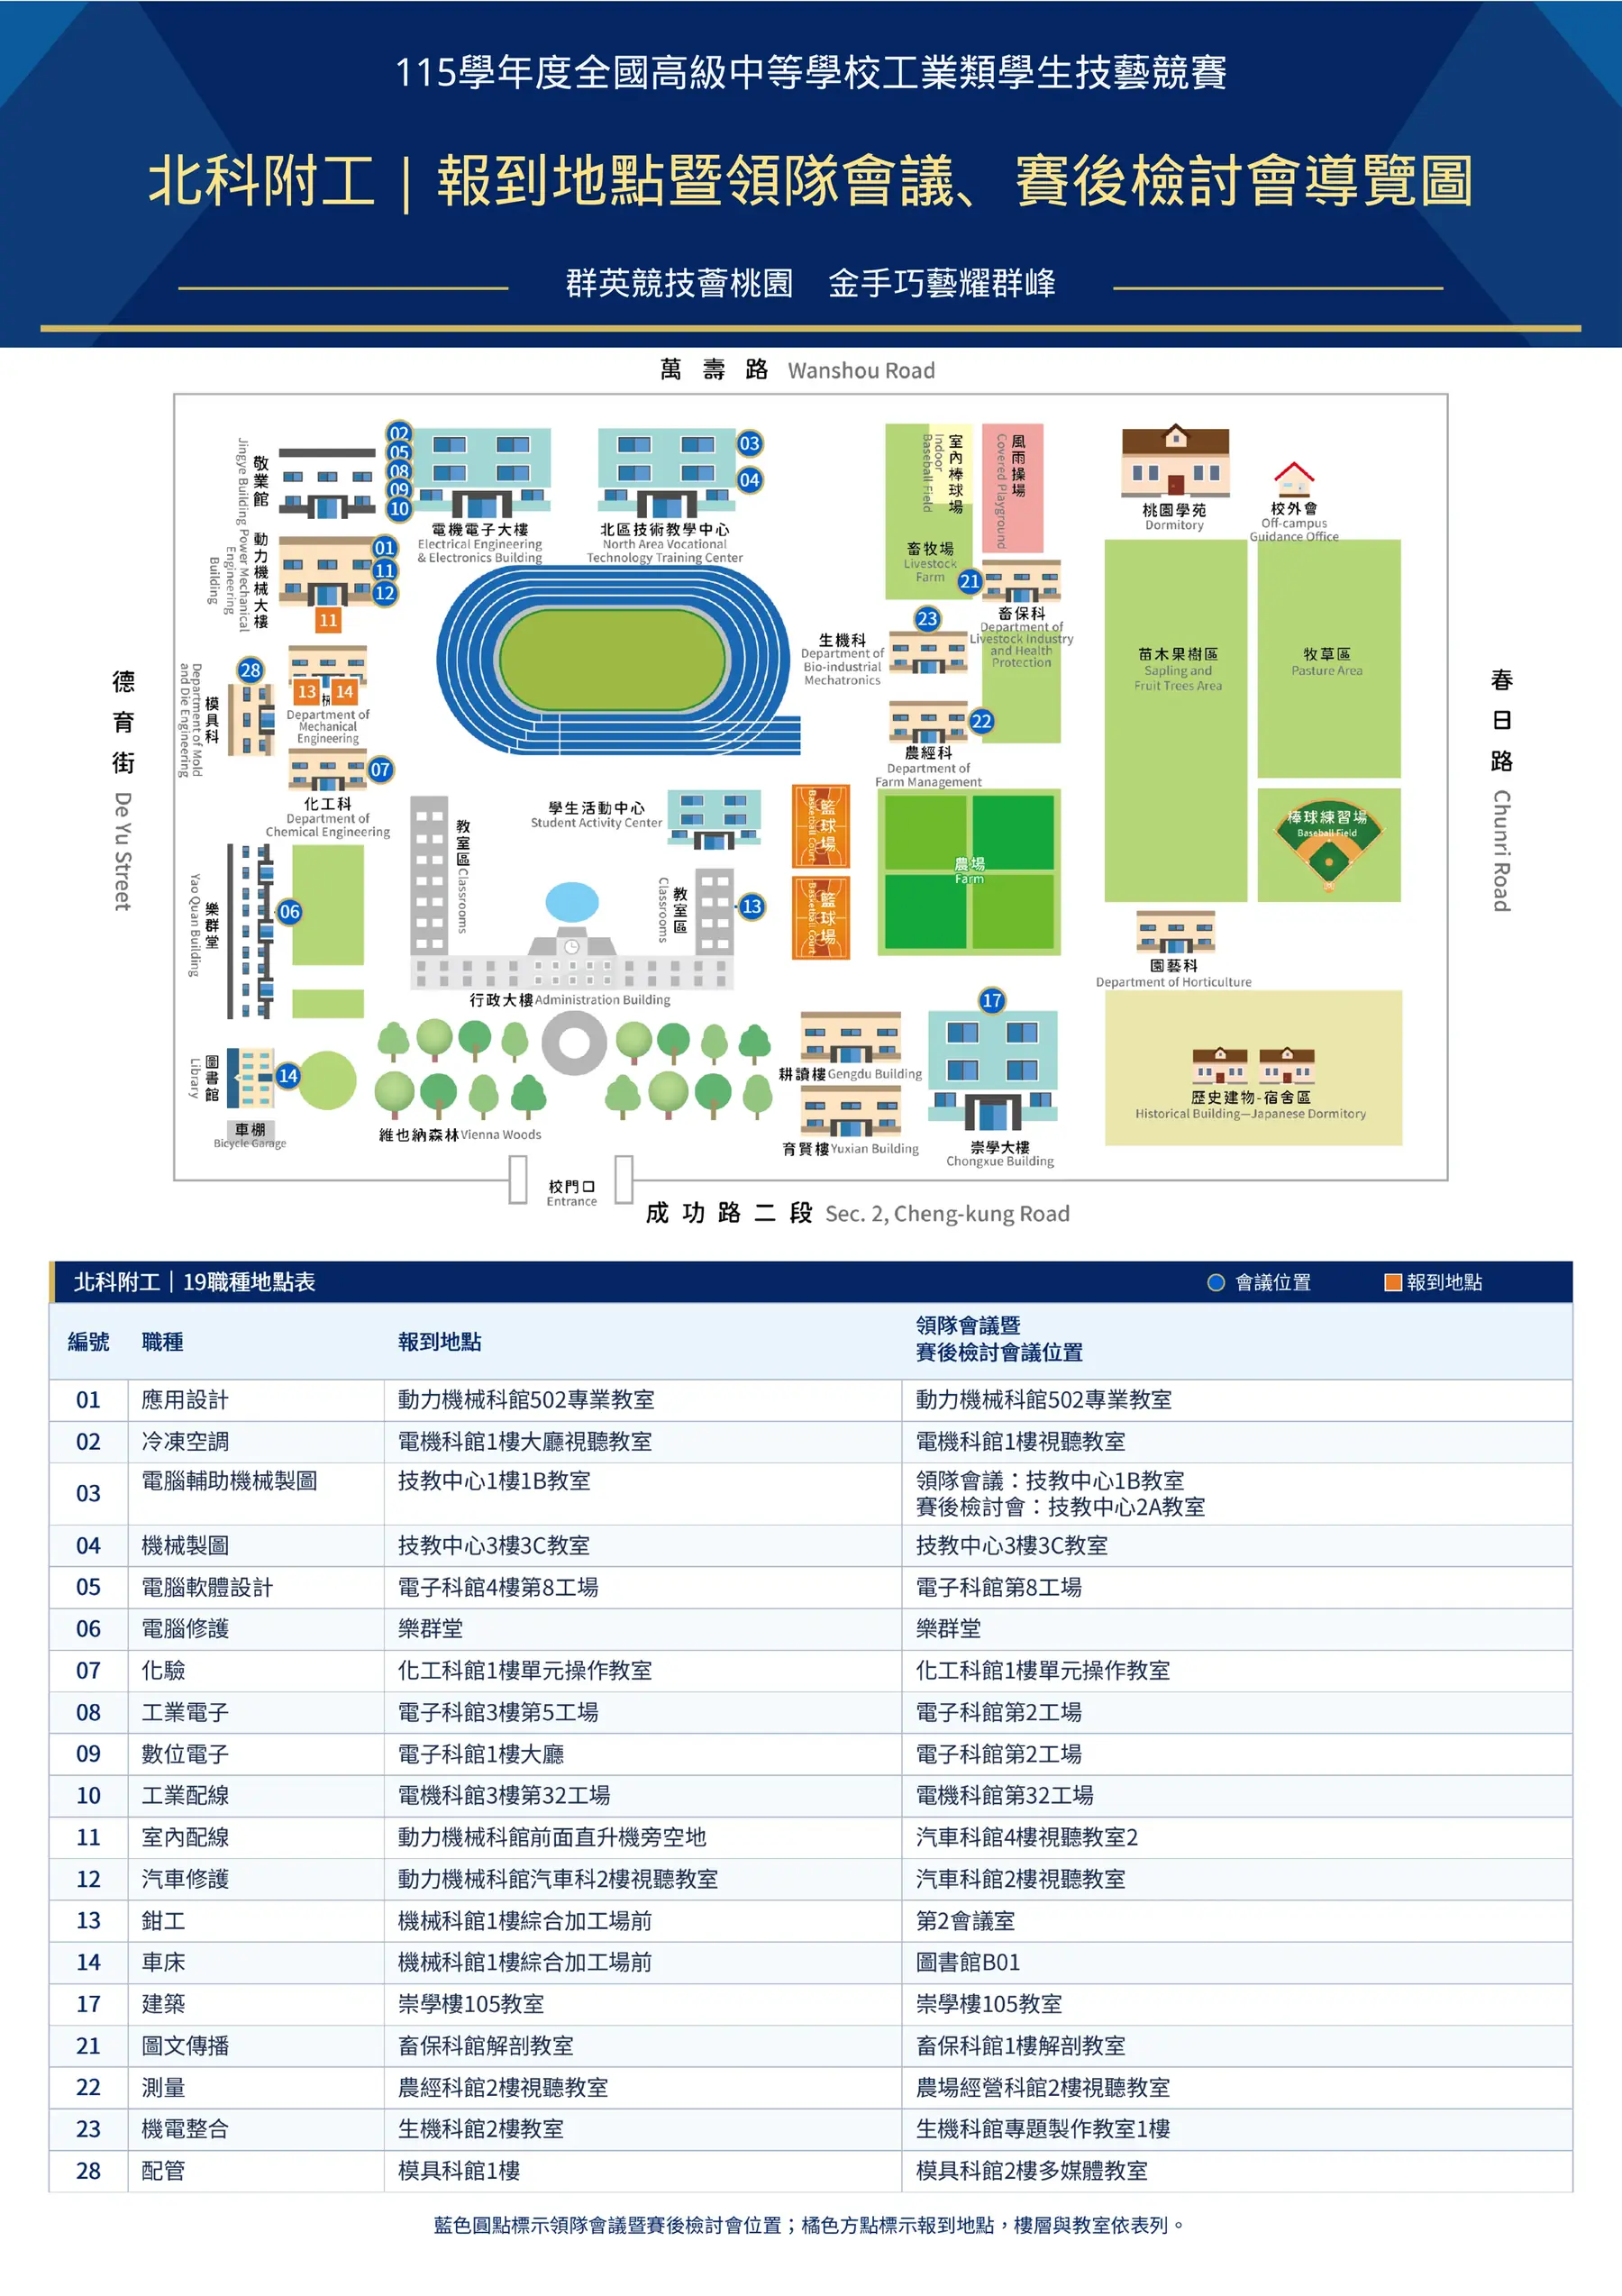 115學年度全國高級中等學校工業類學生技藝競賽
北科附工｜報到地點暨領隊會議、賽後檢討會導覽圖
群英競技薈桃園　金手巧藝耀群峰
萬壽路 Wanshou Road
德育街 De Yu Street
春日路 Chunri Road
敬業館
Jingye Building
02
05
08
09
10
電機電子大樓
Electrical Engineering
& Electronics Building
03
04
北區技術教學中心
North Area Vocational
Technology Training Center
室內棒球場
Indoor
Baseball Field
風雨操場
Covered Playground
桃園學苑
Dormitory
校外會
Off-campus
Guidance Office
動力機械大樓
Power Mechanical
Engineering
Building
01
11
12
11
畜牧場
Livestock
Farm
21
畜保科
Department of
Livestock Industry
and Health
Protection
23
生機科
Department of
Bio-industrial
Mechatronics
苗木果樹區
Sapling and
Fruit Trees Area
牧草區
Pasture Area
28
模具科
Department of Mold
and Die Engineering
13
14
Department of
Mechanical
Engineering
22
農經科
Department of
Farm Management
07
化工科
Department of
Chemical Engineering
教室區 Classrooms
學生活動中心
Student Activity Center
籃球場
Basketball Court
籃球場
Basketball Court
農場
Farm
棒球練習場
Baseball Field
樂群堂
Yao Quan Building
06
教室區
Classrooms
13
行政大樓 Administration Building
園藝科
Department of Horticulture
17
圖書館
Library
14
車棚
Bicycle Garage
維也納森林 Vienna Woods
耕讀樓 Gengdu Building
育賢樓 Yuxian Building
崇學大樓
Chongxue Building
歷史建物-宿舍區
Historical Building—Japanese Dormitory
校門口
Entrance
成功路二段 Sec. 2, Cheng-kung Road
北科附工｜19職種地點表 會議位置 報到地點
編號 職種 報到地點 領隊會議暨
賽後檢討會議位置
01 應用設計 動力機械科館502專業教室 動力機械科館502專業教室
02 冷凍空調 電機科館1樓大廳視聽教室 電機科館1樓視聽教室
03 電腦輔助機械製圖 技教中心1樓1B教室 領隊會議：技教中心1B教室
賽後檢討會：技教中心2A教室
04 機械製圖 技教中心3樓3C教室 技教中心3樓3C教室
05 電腦軟體設計 電子科館4樓第8工場 電子科館第8工場
06 電腦修護 樂群堂 樂群堂
07 化驗 化工科館1樓單元操作教室 化工科館1樓單元操作教室
08 工業電子 電子科館3樓第5工場 電子科館第2工場
09 數位電子 電子科館1樓大廳 電子科館第2工場
10 工業配線 電機科館3樓第32工場 電機科館第32工場
11 室內配線 動力機械科館前面直升機旁空地 汽車科館4樓視聽教室2
12 汽車修護 動力機械科館汽車科2樓視聽教室 汽車科館2樓視聽教室
13 鉗工 機械科館1樓綜合加工場前 第2會議室
14 車床 機械科館1樓綜合加工場前 圖書館B01
17 建築 崇學樓105教室 崇學樓105教室
21 圖文傳播 畜保科館解剖教室 畜保科館1樓解剖教室
22 測量 農經科館2樓視聽教室 農場經營科館2樓視聽教室
23 機電整合 生機科館2樓教室 生機科館專題製作教室1樓
28 配管 模具科館1樓 模具科館2樓多媒體教室
藍色圓點標示領隊會議暨賽後檢討會位置；橘色方點標示報到地點，樓層與教室依表列。